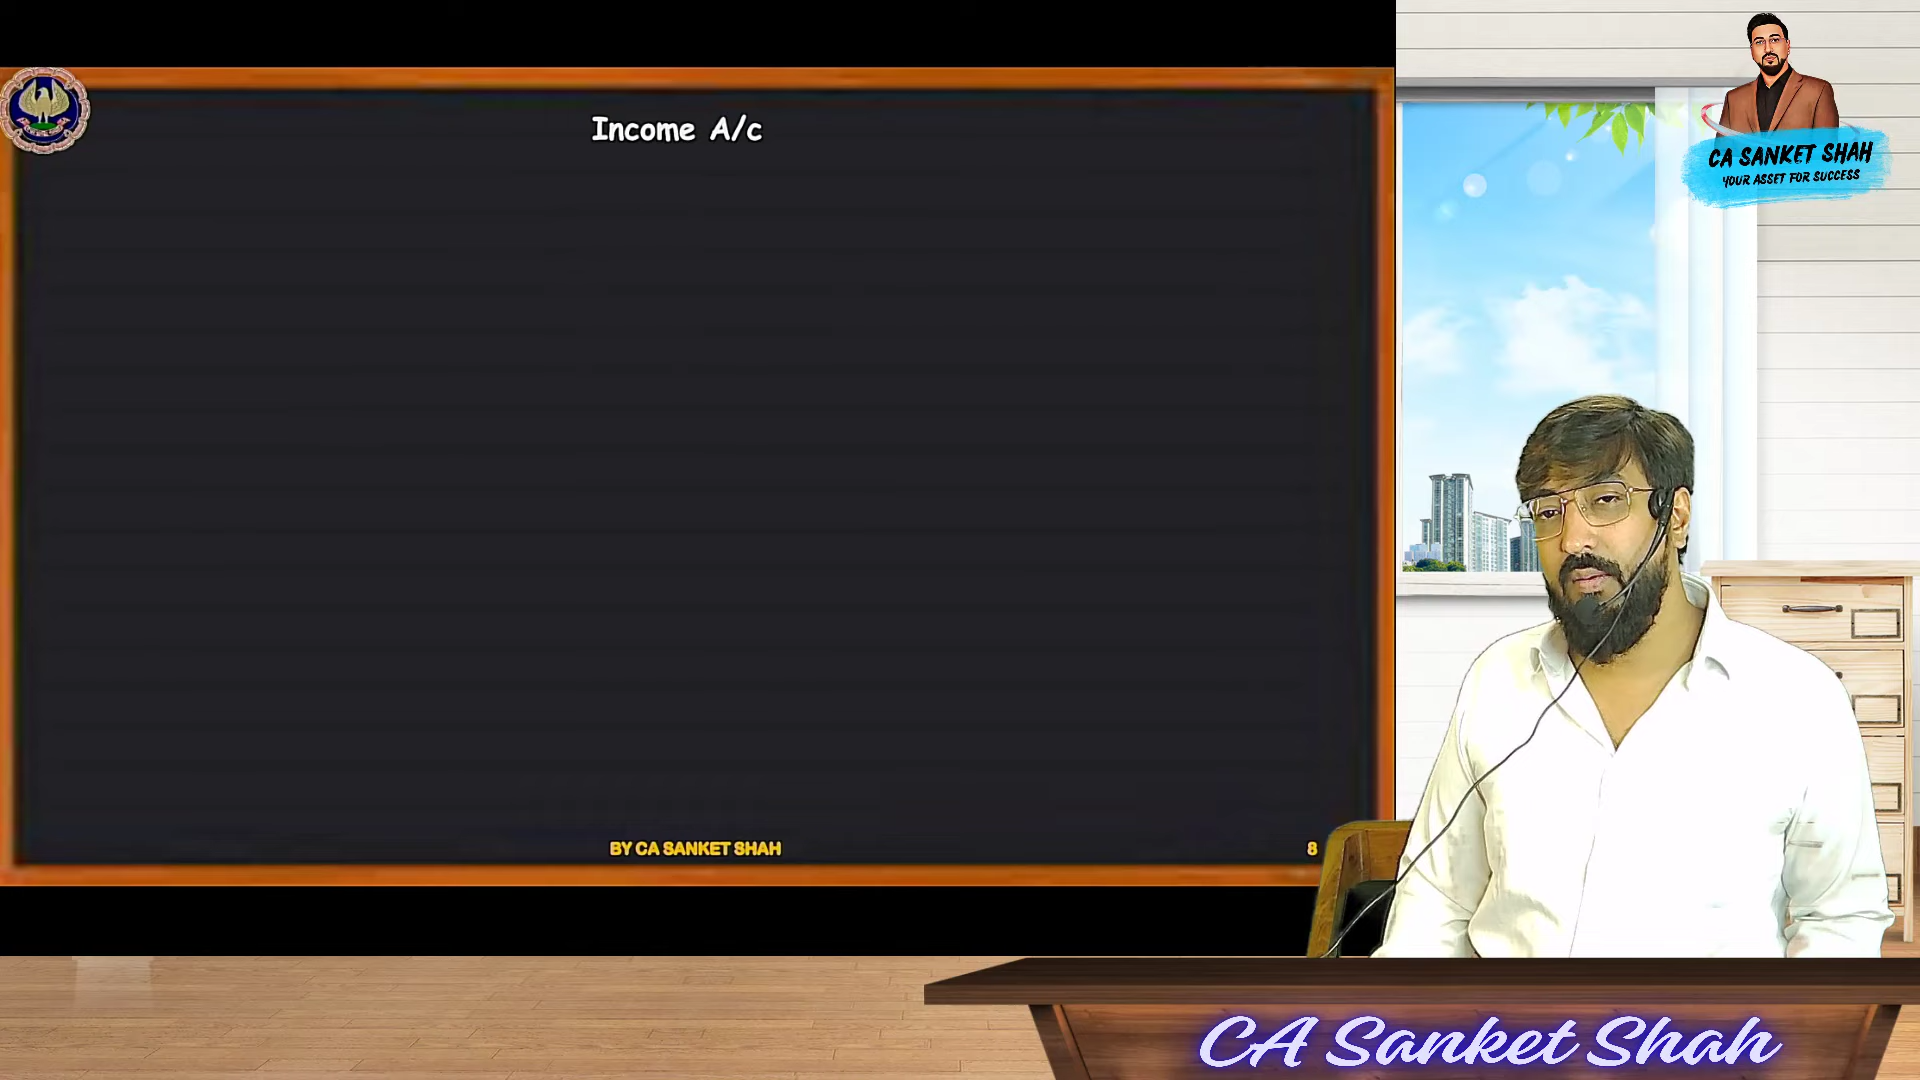 Income A/c
CA SANKET SHAH
YOUR ASSET FOR SUCCESS
BY CA SANKET SHAH
8
CA Sanket Shah